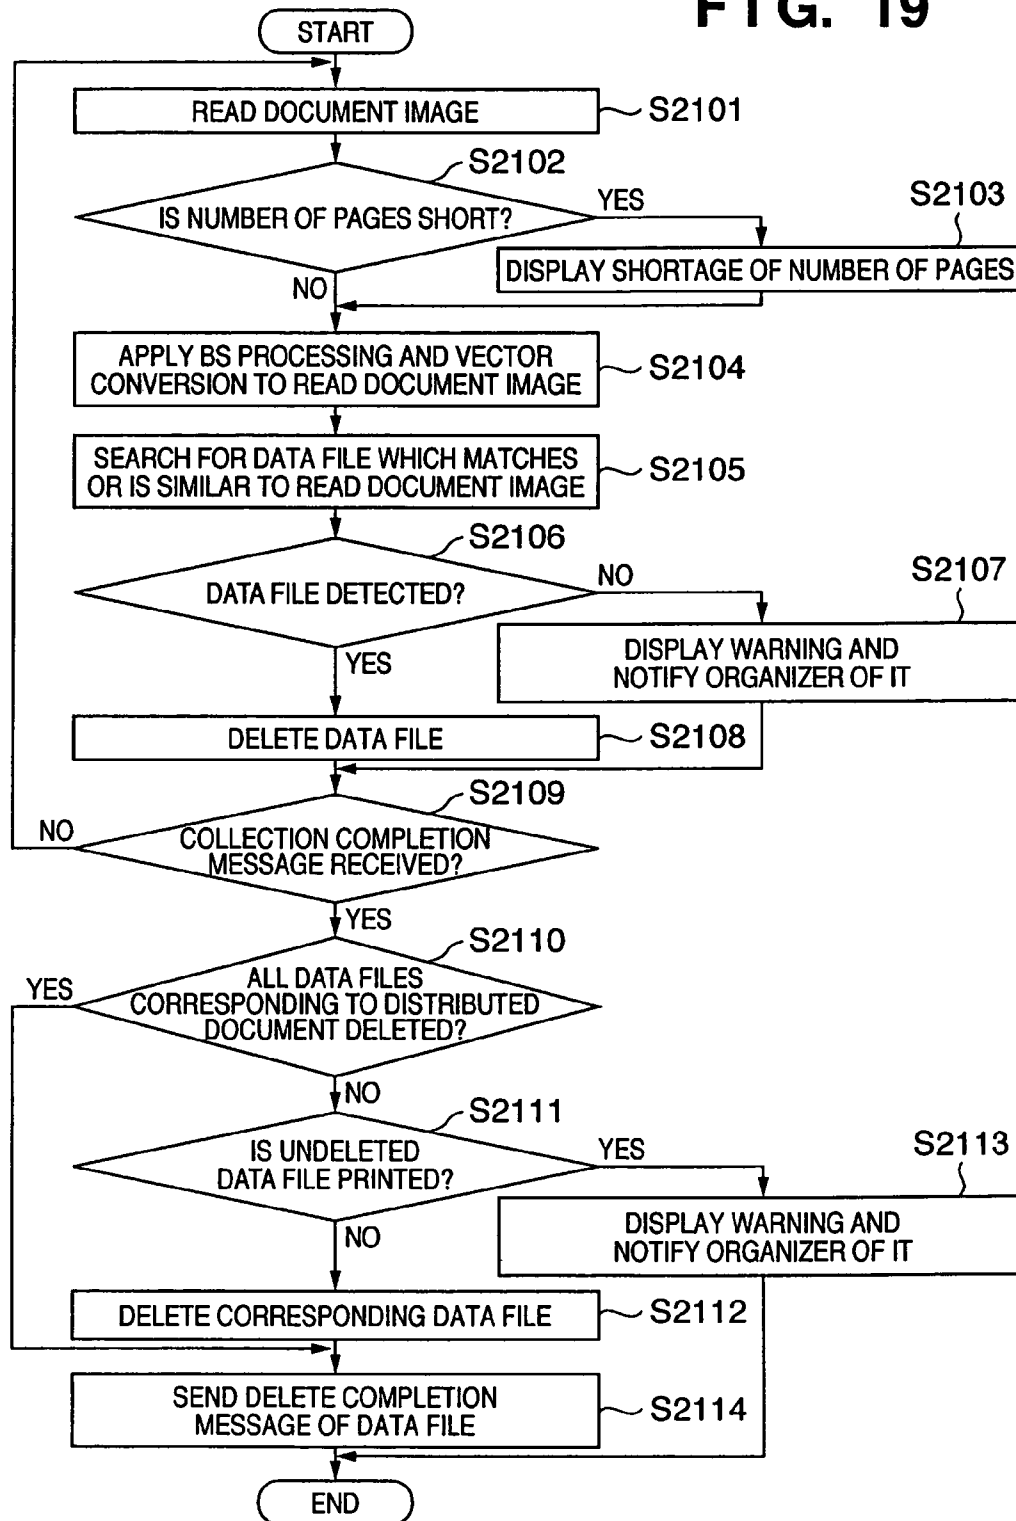 FIG. 19
START
READ DOCUMENT IMAGE
S2101
S2102
IS NUMBER OF PAGES SHORT?
YES
S2103
DISPLAY SHORTAGE OF NUMBER OF PAGES
NO
APPLY BS PROCESSING AND VECTOR
CONVERSION TO READ DOCUMENT IMAGE
S2104
SEARCH FOR DATA FILE WHICH MATCHES
OR IS SIMILAR TO READ DOCUMENT IMAGE
S2105
S2106
DATA FILE DETECTED?
NO
S2107
DISPLAY WARNING AND
NOTIFY ORGANIZER OF IT
YES
DELETE DATA FILE
S2108
S2109
COLLECTION COMPLETION
MESSAGE RECEIVED?
NO
YES
S2110
ALL DATA FILES
CORRESPONDING TO DISTRIBUTED
DOCUMENT DELETED?
YES
NO
S2111
IS UNDELETED
DATA FILE PRINTED?
YES
S2113
DISPLAY WARNING AND
NOTIFY ORGANIZER OF IT
NO
DELETE CORRESPONDING DATA FILE
S2112
SEND DELETE COMPLETION
MESSAGE OF DATA FILE
S2114
END